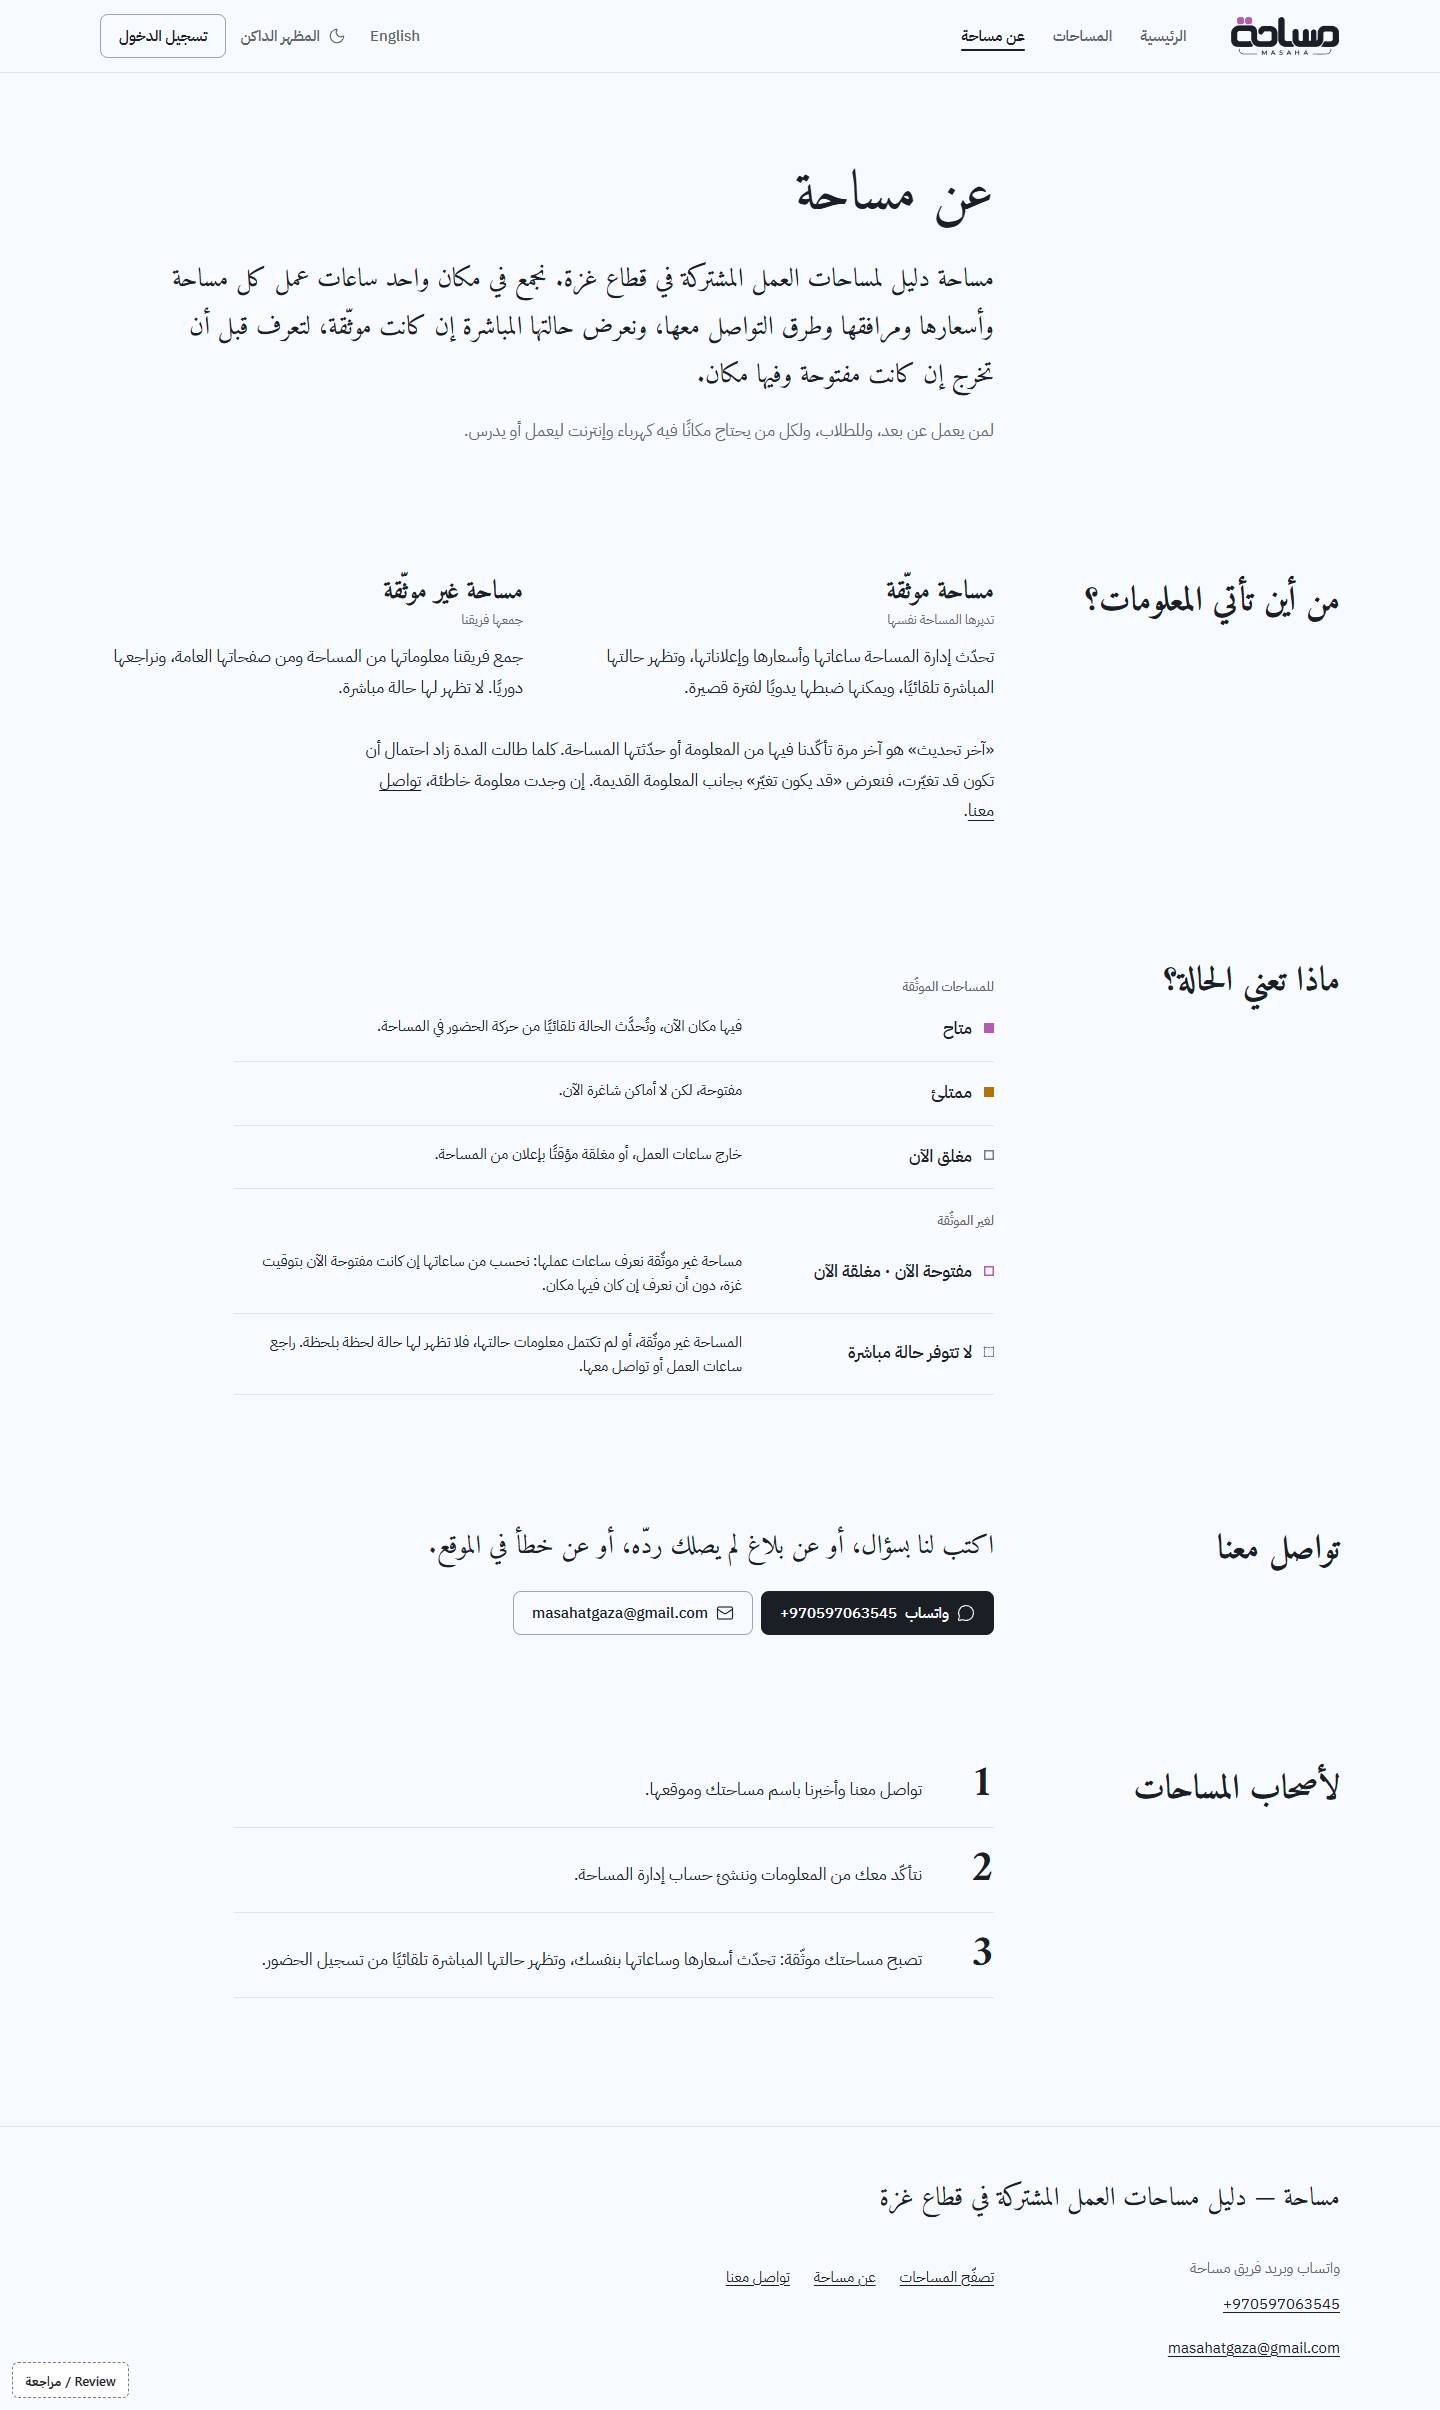 مساحة
MASAHA
الرئيسية
المساحات
عن مساحة
English
المظهر الداكن
تسجيل الدخول
عن مساحة
مساحة دليل لمساحات العمل المشتركة في قطاع غزة. نجمع في مكان واحد ساعات عمل كل مساحة
وأسعارها ومرافقها وطرق التواصل معها، ونعرض حالتها المباشرة إن كانت موثّقة، لتعرف قبل أن
تخرج إن كانت مفتوحة وفيها مكان.
لمن يعمل عن بعد، وللطلاب، ولكل من يحتاج مكانًا فيه كهرباء وإنترنت ليعمل أو يدرس.
من أين تأتي المعلومات؟
مساحة موثّقة
تديرها المساحة نفسها
تحدّث إدارة المساحة ساعاتها وأسعارها وإعلاناتها، وتظهر حالتها
المباشرة تلقائيًا، ويمكنها ضبطها يدويًا لفترة قصيرة.
مساحة غير موثّقة
جمعها فريقنا
جمع فريقنا معلوماتها من المساحة ومن صفحاتها العامة، ونراجعها
دوريًا. لا تظهر لها حالة مباشرة.
«آخر تحديث» هو آخر مرة تأكّدنا فيها من المعلومة أو حدّثتها المساحة. كلما طالت المدة زاد احتمال أن
تكون قد تغيّرت، فنعرض «قد يكون تغيّر» بجانب المعلومة القديمة. إن وجدت معلومة خاطئة، تواصل
معنا.
ماذا تعني الحالة؟
للمساحات الموثّقة
متاح
فيها مكان الآن، وتُحدَّث الحالة تلقائيًا من حركة الحضور في المساحة.
ممتلئ
مفتوحة، لكن لا أماكن شاغرة الآن.
مغلق الآن
خارج ساعات العمل، أو مغلقة مؤقتًا بإعلان من المساحة.
لغير الموثّقة
مفتوحة الآن · مغلقة الآن
مساحة غير موثّقة نعرف ساعات عملها: نحسب من ساعاتها إن كانت مفتوحة الآن بتوقيت
غزة، دون أن نعرف إن كان فيها مكان.
لا تتوفر حالة مباشرة
المساحة غير موثّقة، أو لم تكتمل معلومات حالتها، فلا تظهر لها حالة لحظة بلحظة. راجع
ساعات العمل أو تواصل معها.
تواصل معنا
اكتب لنا بسؤال، أو عن بلاغ لم يصلك ردّه، أو عن خطأ في الموقع.
واتساب +970597063545
masahatgaza@gmail.com
لأصحاب المساحات
1
تواصل معنا وأخبرنا باسم مساحتك وموقعها.
2
نتأكّد معك من المعلومات وننشئ حساب إدارة المساحة.
3
تصبح مساحتك موثّقة: تحدّث أسعارها وساعاتها بنفسك، وتظهر حالتها المباشرة تلقائيًا من تسجيل الحضور.
مساحة — دليل مساحات العمل المشتركة في قطاع غزة
واتساب وبريد فريق مساحة
+970597063545
masahatgaza@gmail.com
تصفّح المساحات
عن مساحة
تواصل معنا
Review / مراجعة